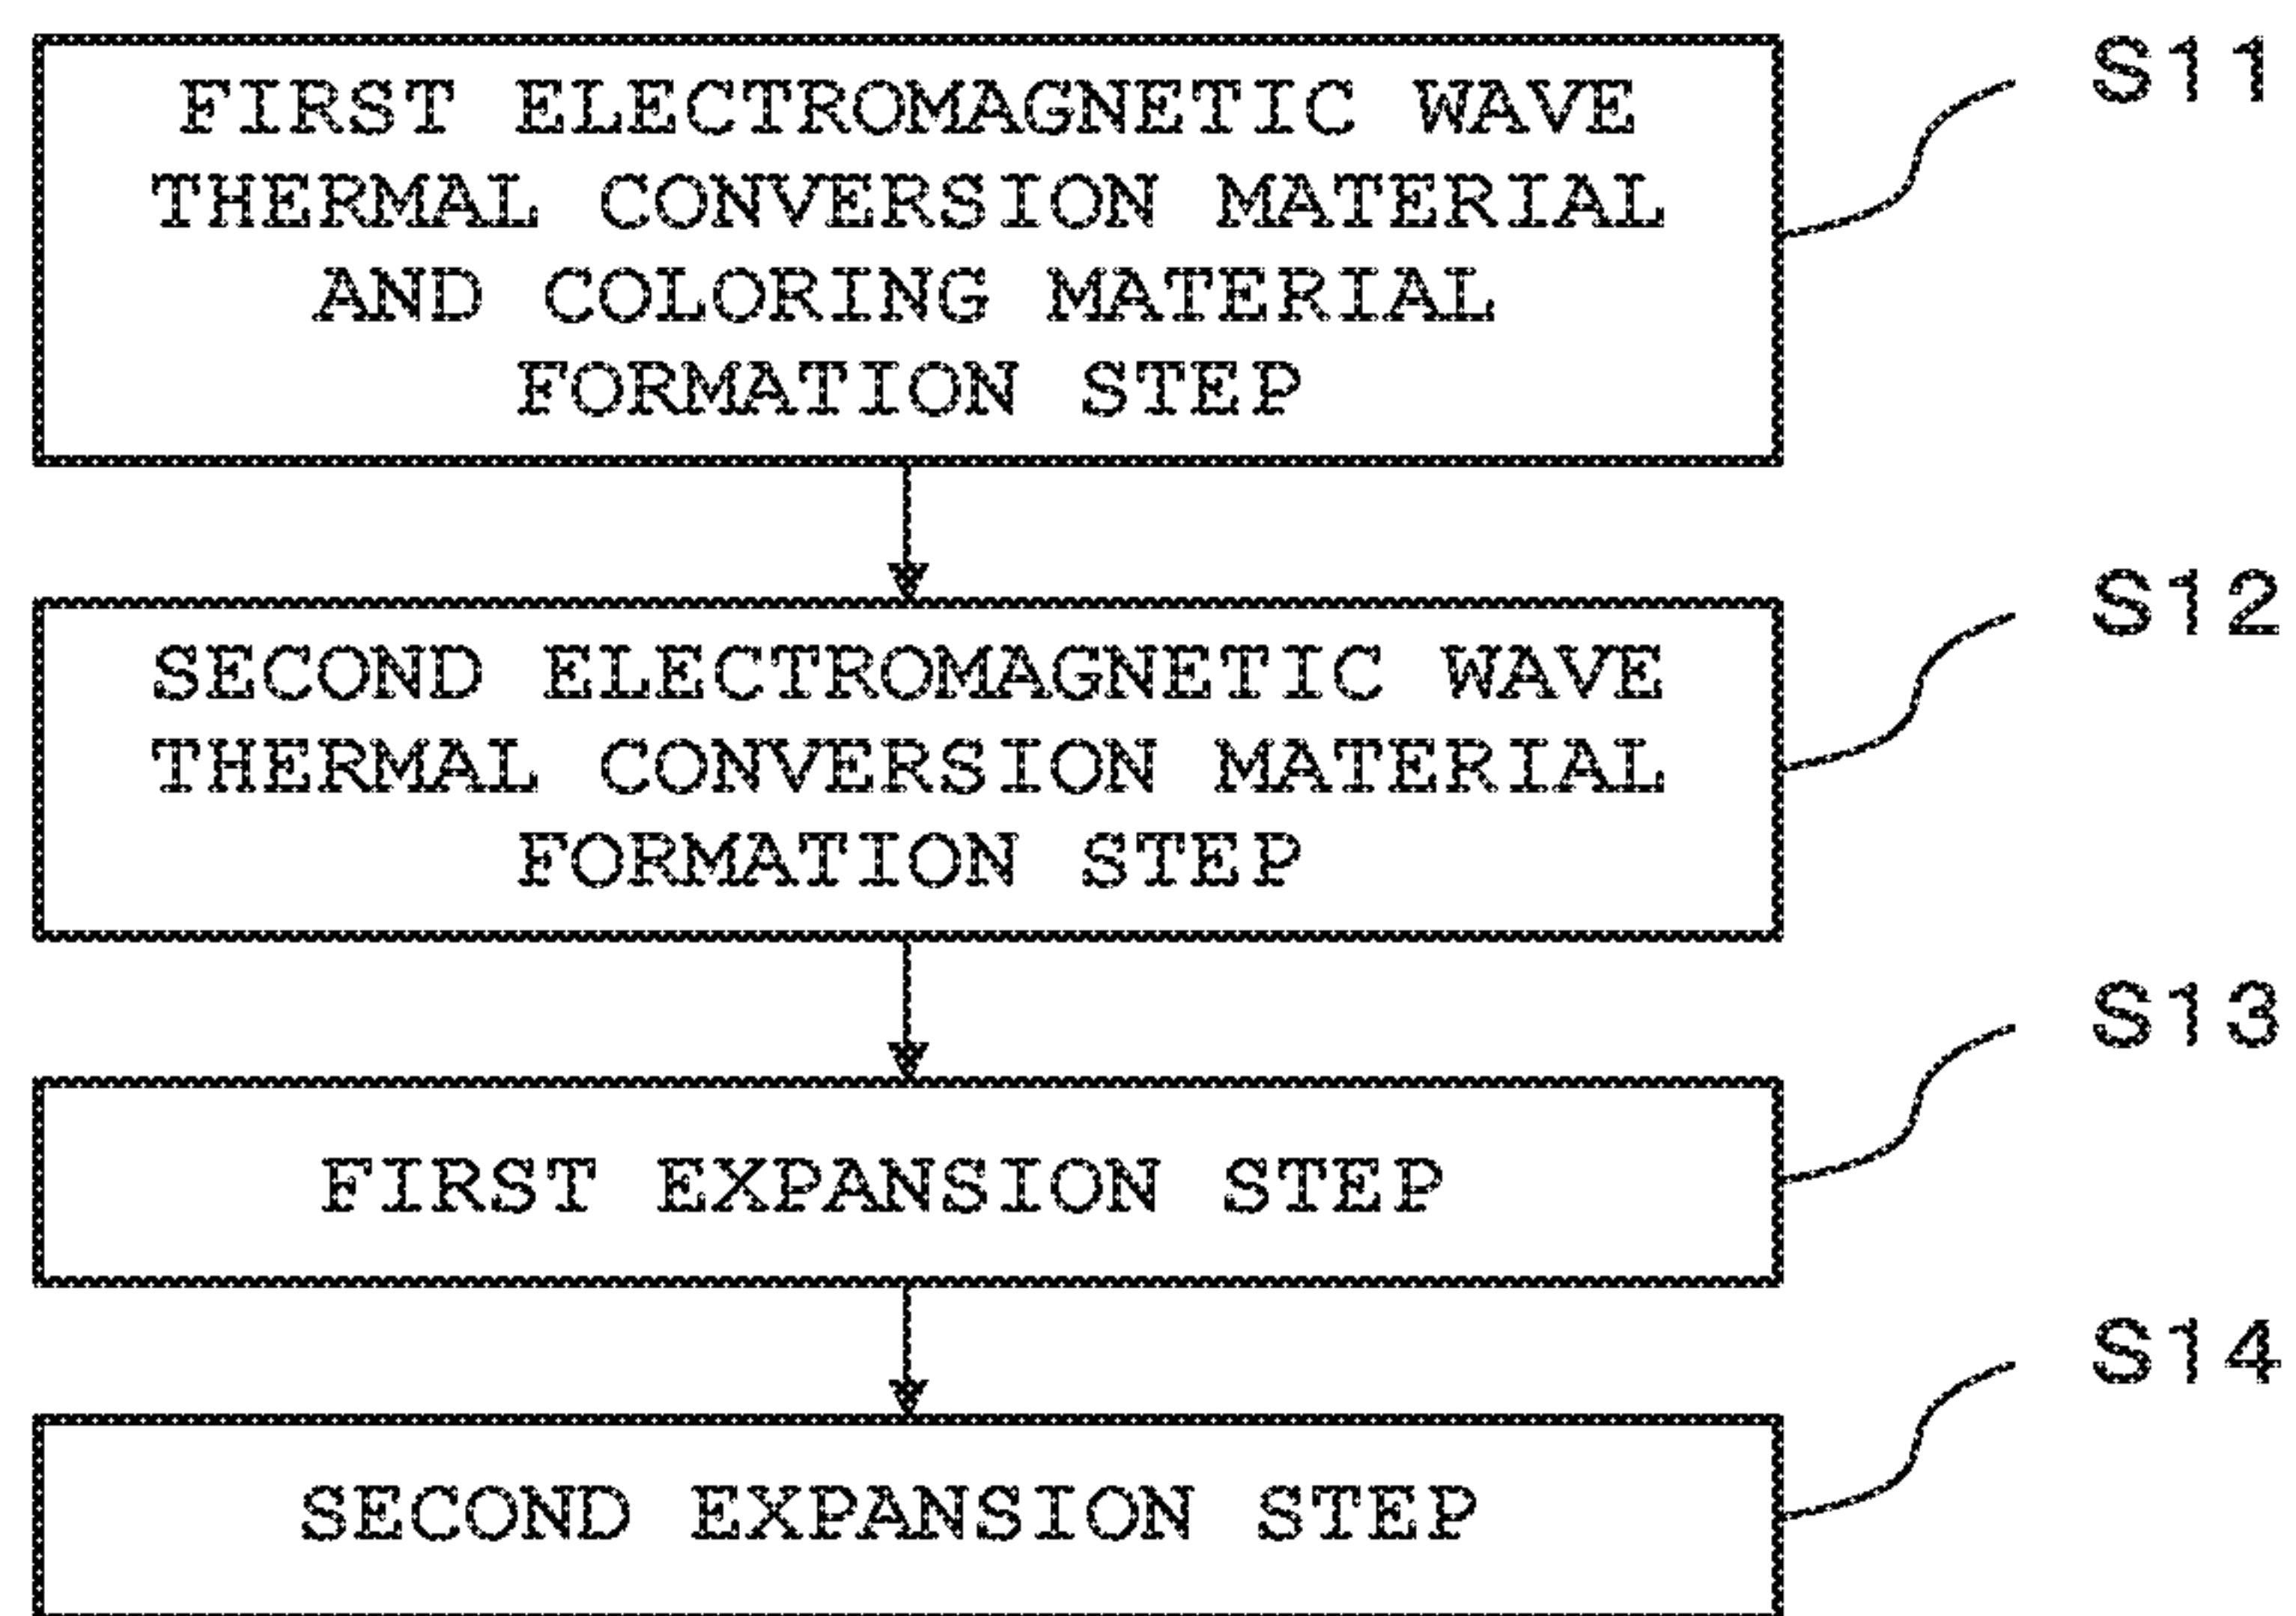 FIRST ELECTROMAGNETIC WAVE
THERMAL CONVERSION MATERIAL
AND COLORING MATERIAL
FORMATION STEP
S11
SECOND ELECTROMAGNETIC WAVE
THERMAL CONVERSION MATERIAL
FORMATION STEP
S12
FIRST EXPANSION STEP
S13
SECOND EXPANSION STEP
S14